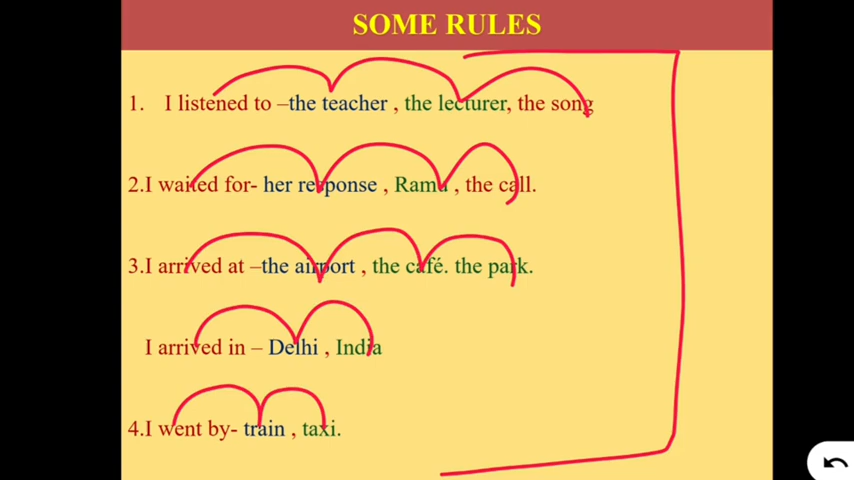 SOME RULES
1. I listened to –the teacher , the lecturer, the song
2.I waited for- her response , Ramu , the call.
3.I arrived at –the airport , the café. the park.
I arrived in – Delhi , India
4.I went by- train , taxi.